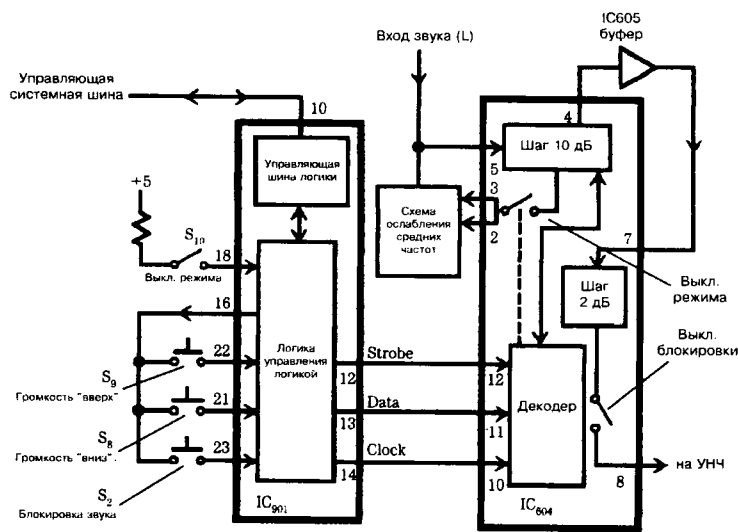 IC605
буфер
Вход звука (L)
Управляющая
системная шина
10
4
Управляющая
шина логики
Шаг 10 дБ
5
+5
3
2
Схема
ослабления
средних
частот
S10
18
Выкл. режима
7
Шаг
2 дБ
Выкл.
режима
16
Логика
управления
логикой
22
S9
Громкость "вверх"
12
Strobe
12
Выкл.
блокировки
21
S8
Громкость "вниз".
13
Data
11
Декодер
23
S2
Блокировка звука
14
Clock
10
8
на УНЧ
IC901
IC604